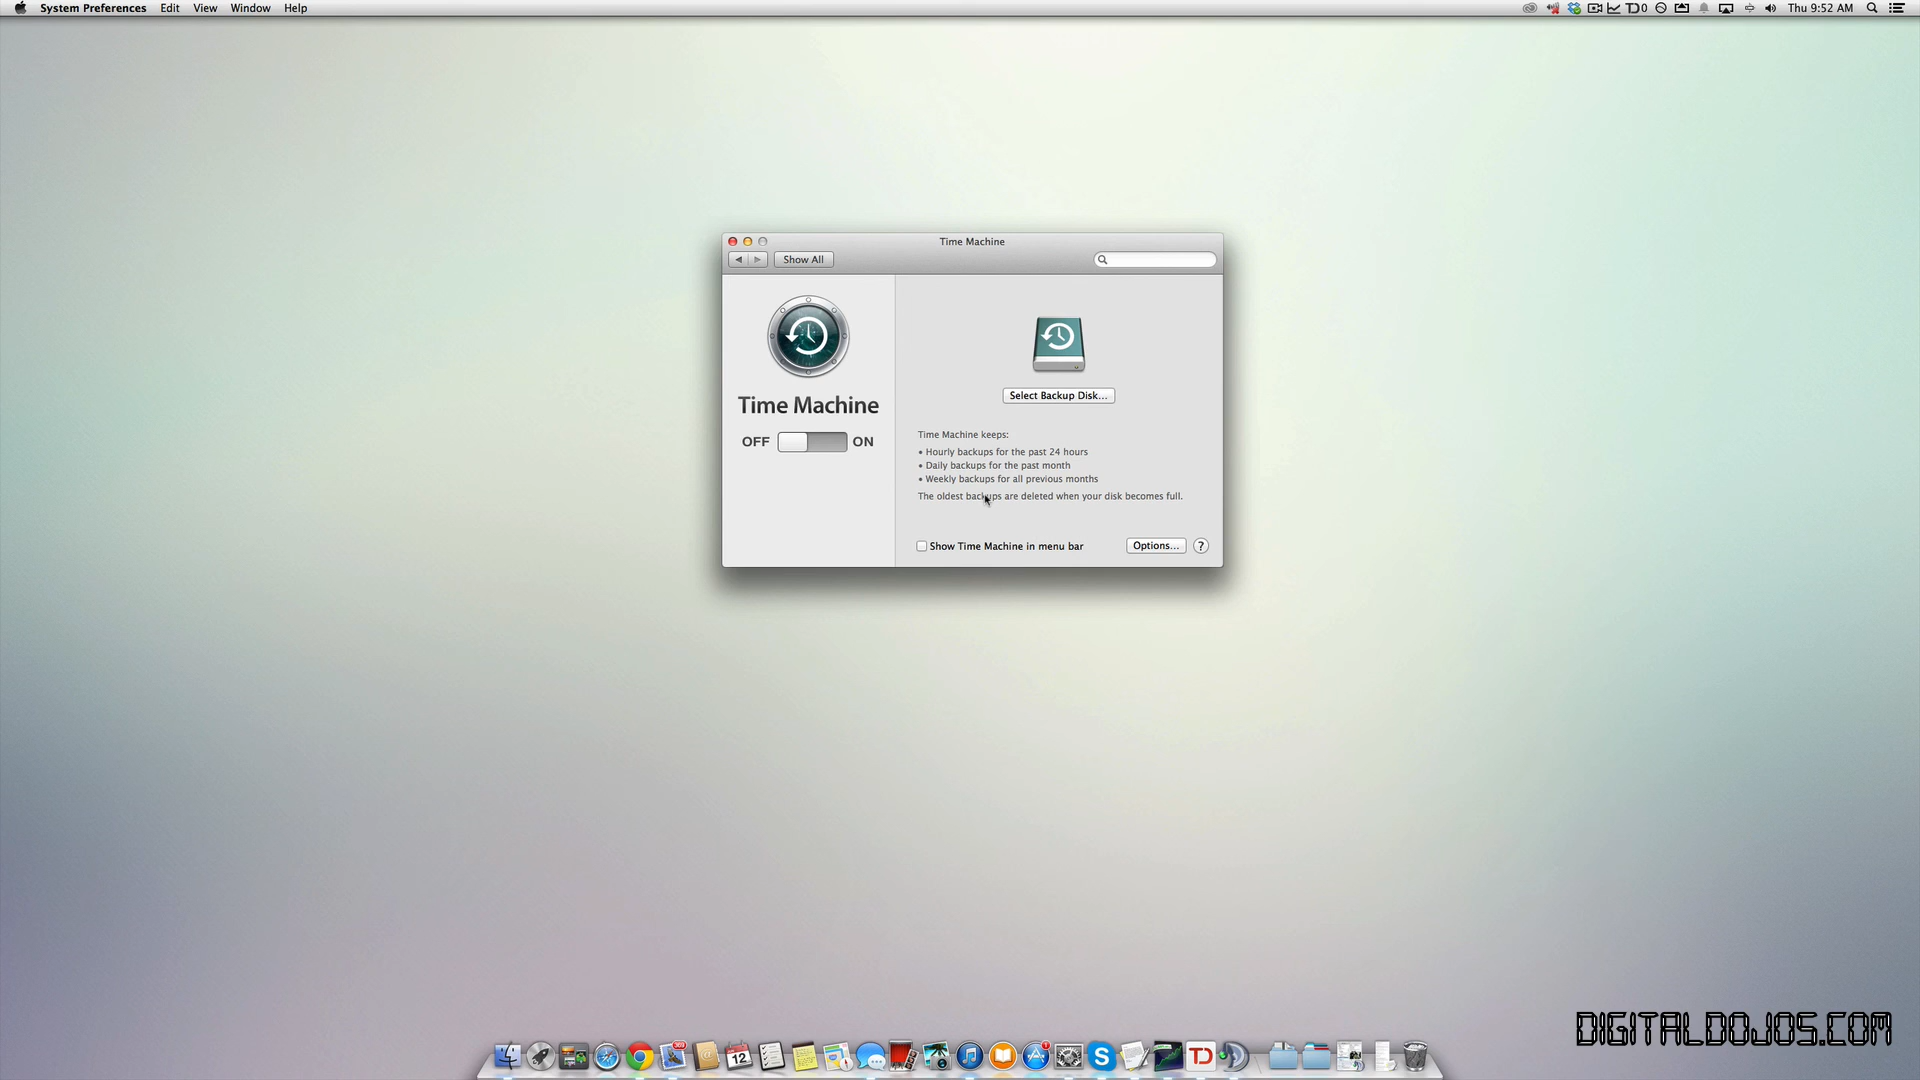 System Preferences Edit View Window Help
0 Thu 9:52 AM
Time Machine
Show All
Time Machine
OFF ON
Select Backup Disk...
Time Machine keeps:
• Hourly backups for the past 24 hours
• Daily backups for the past month
• Weekly backups for all previous months
The oldest backups are deleted when your disk becomes full.
Show Time Machine in menu bar
Options... ?
DIGITALDOJOS.COM
12
TD